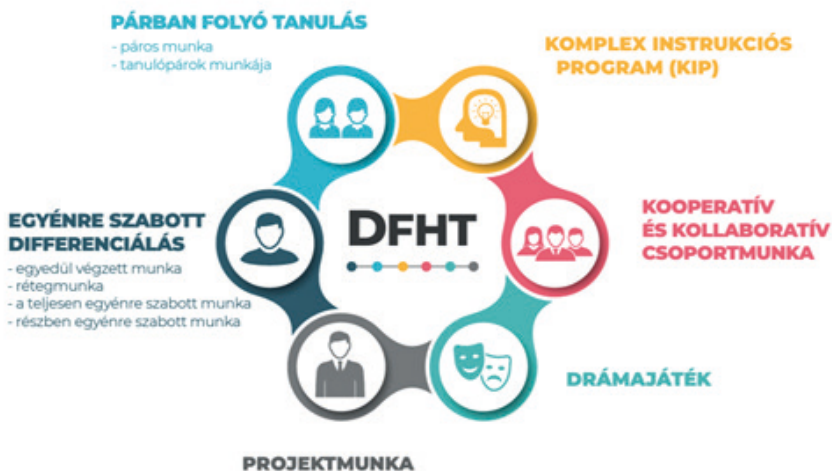 PÁRBAN FOLYÓ TANULÁS
- páros munka
- tanulópárok munkája
KOMPLEX INSTRUKCIÓS
PROGRAM (KIP)
EGYÉNRE SZABOTT
DIFFERENCIÁLÁS
- egyedül végzett munka
- rétegmunka
- a teljesen egyénre szabott munka
- részben egyénre szabott munka
DFHT
KOOPERATÍV
ÉS KOLLABORATÍV
CSOPORTMUNKA
DRÁMAJÁTÉK
PROJEKTMUNKA